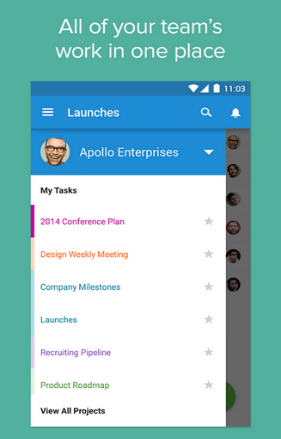 All of your team's
work in one place
11:03
Launches
Apollo Enterprises
My Tasks
2014 Conference Plan
Design Weekly Meeting
Company Milestones
Launches
Recruiting Pipeline
Product Roadmap
View All Projects